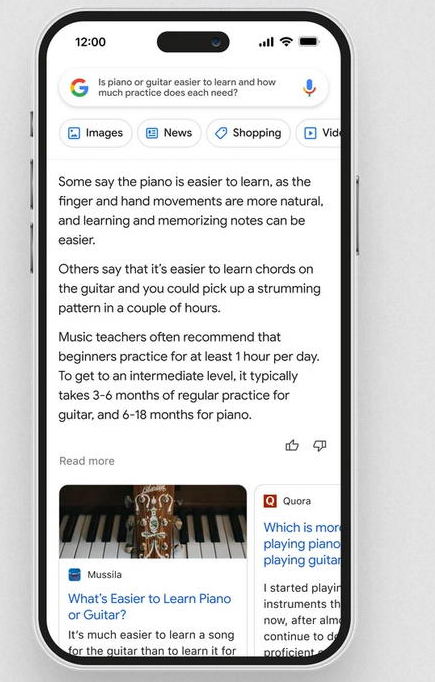 12:00
Is piano or guitar easier to learn and how
much practice does each need?
Images
News
Shopping
Some say the piano is easier to learn, as the
finger and hand movements are more natural,
and learning and memorizing notes can be
easier.
Others say that it's easier to learn chords on
the guitar and you could pick up a strumming
pattern in a couple of hours.
Music teachers often recommend that
beginners practice for at least 1 hour per day.
To get to an intermediate level, it typically
takes 3-6 months of regular practice for
guitar, and 6-18 months for piano.
Read more
Mussila
What's Easier to Learn Piano
or Guitar?
It's much easier to learn a song
for the guitar than to learn it for
Quora
Which is more
playing piano
playing guitar
I started playin
instruments th
now, after almo
continue to do
proficient